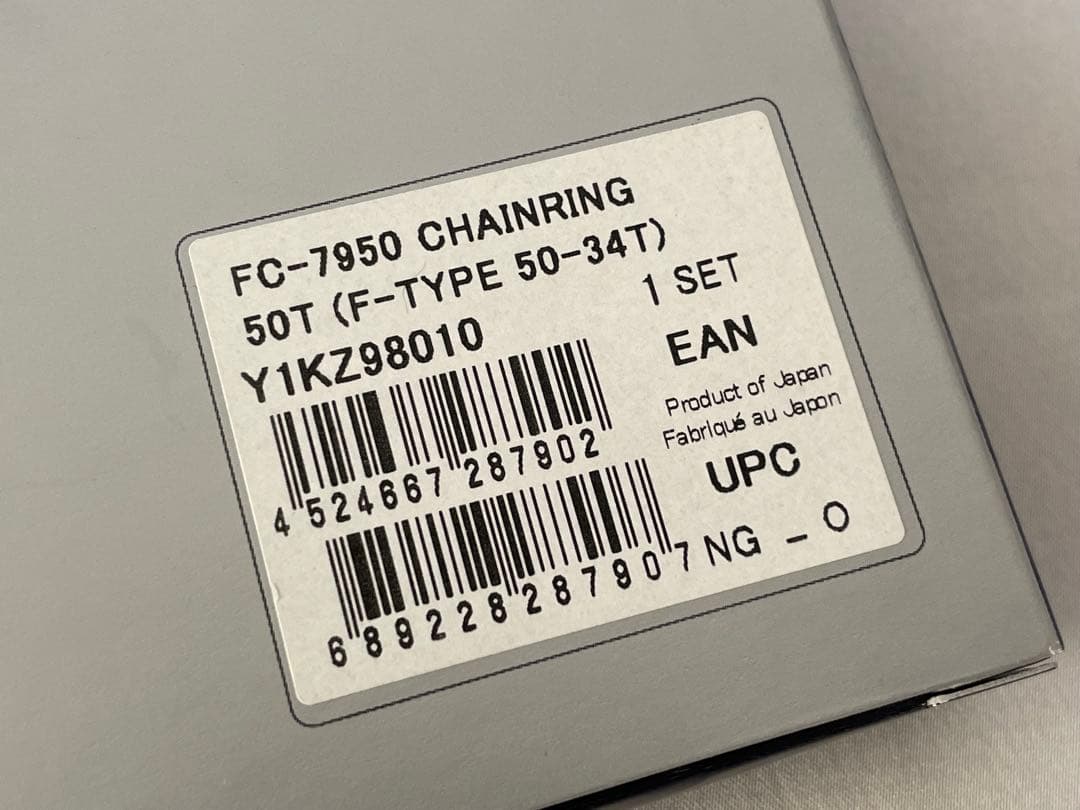 FC-7950 CHAINRING
50T (F-TYPE 50-34T)
Y1KZ98010
1 SET
EAN
4 524667 287902
Product of Japan
Fabriqué au Japon
UPC
6 89228 28790 7
NG - O